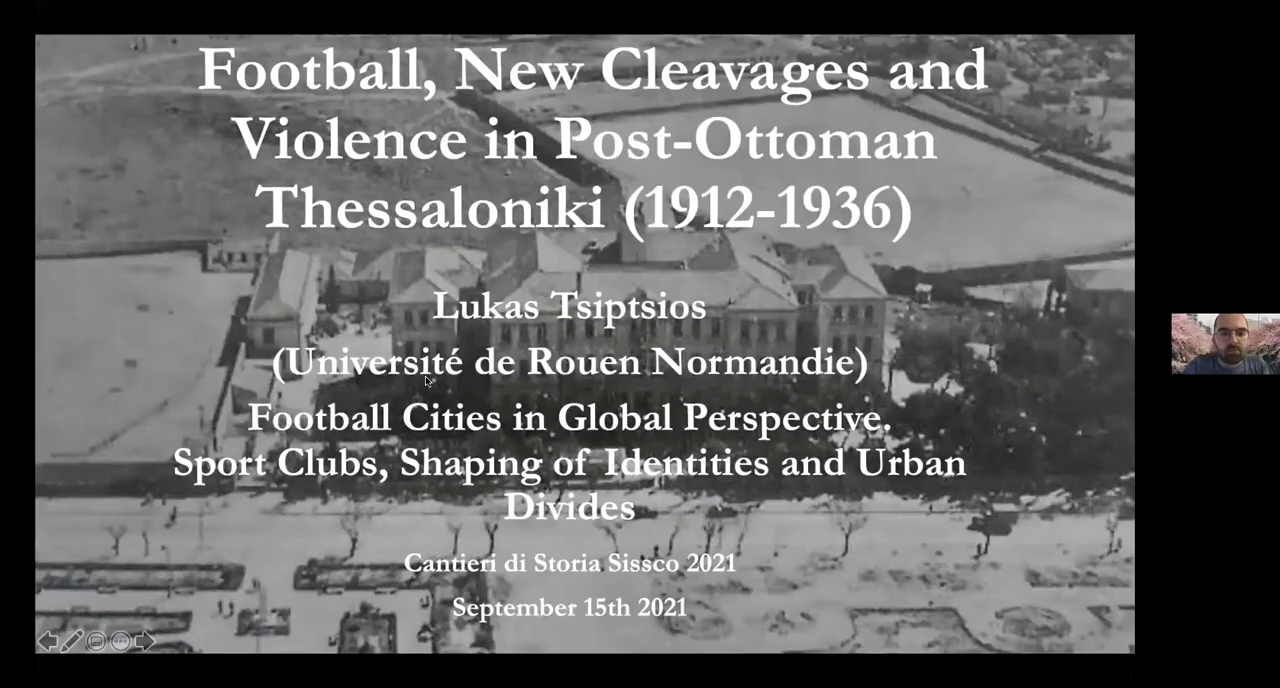 Football, New Cleavages and
Violence in Post-Ottoman
Thessaloniki (1912-1936)
Lukas Tsiptsios
(Université de Rouen Normandie)
Football Cities in Global Perspective.
Sport Clubs, Shaping of Identities and Urban
Divides
Cantieri di Storia Sissco 2021
September 15th 2021